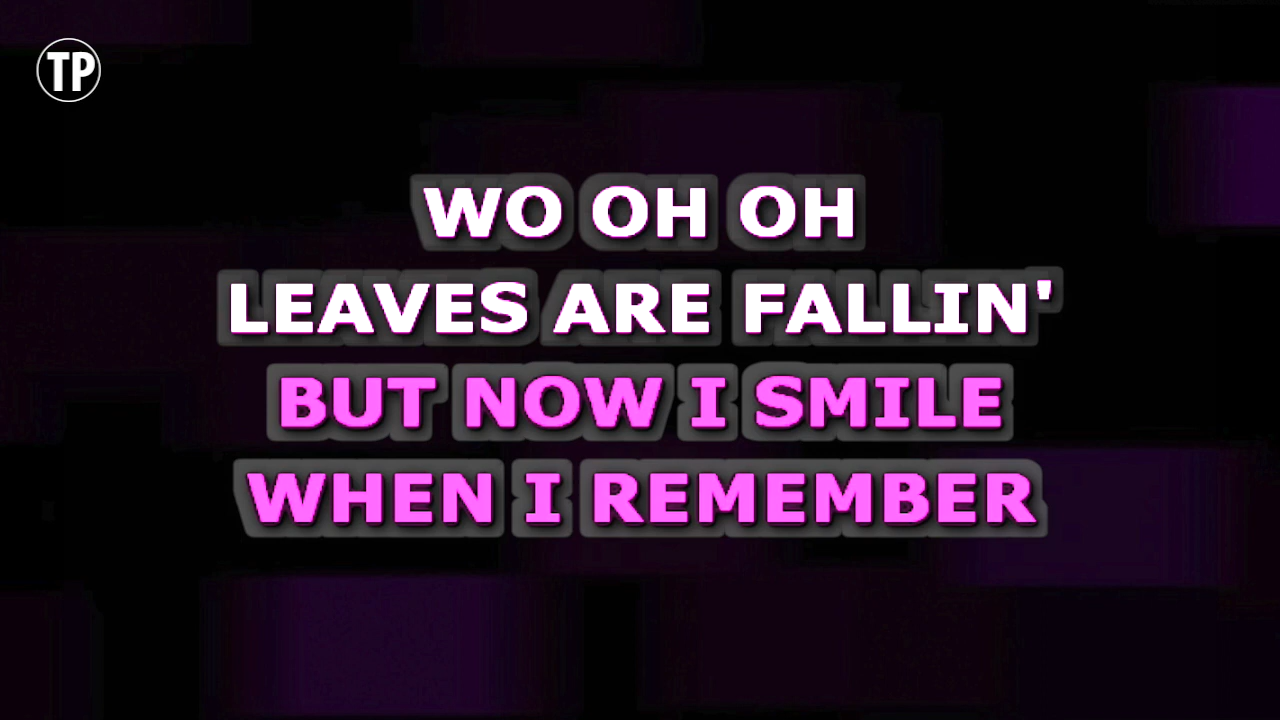 TP
WO OH OH
LEAVES ARE FALLIN'
BUT NOW I SMILE
WHEN I REMEMBER